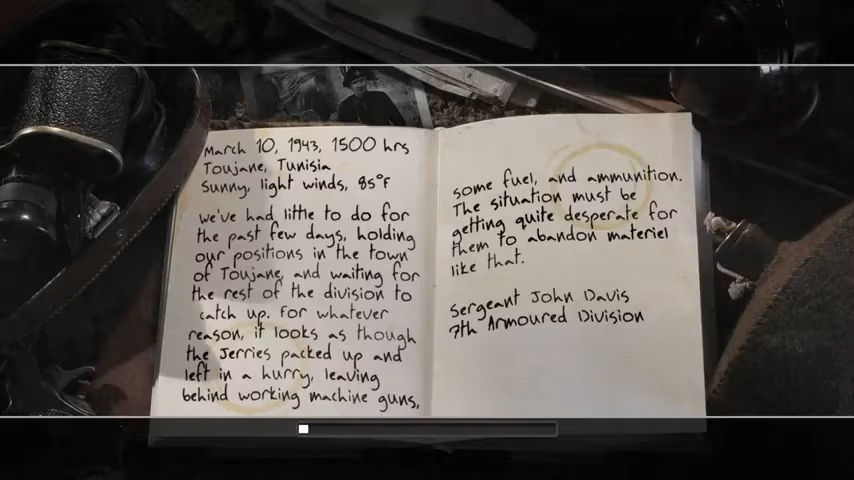 March 10, 1943, 1500 hrs
Toujane, Tunisia
Sunny, light winds, 85°F
We've had little to do for
the past few days, holding
our positions in the town
of Toujane, and waiting for
the rest of the division to
catch up. For whatever
reason, it looks as though
the Jerries packed up and
left in a hurry, leaving
behind working machine guns,
some fuel, and ammunition.
The situation must be
getting quite desperate for
them to abandon materiel
like that.
Sergeant John Davis
7th Armoured Division